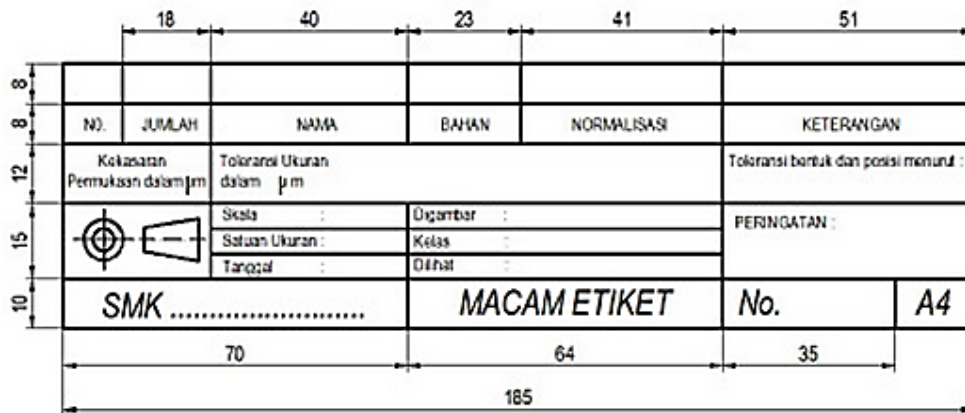 18 40 23 41 51
8
8 NO. JUMLAH NAMA BAHAN NORMALISASI KETERANGAN
12 Kekasaran Toleransi Ukuran Toleransi bentuk dan posisi menurut :
Permukaan dalam µm dalam µm
15 Skala : Digambar : PERINGATAN :
Satuan Ukuran : Kelas :
Tanggal : Dilihat :
10 SMK ........................ MACAM ETIKET No. A4
70 64 35
185